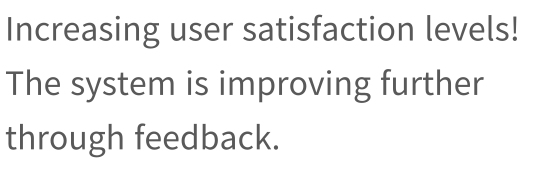 Increasing user satisfaction levels!
The system is improving further
through feedback.